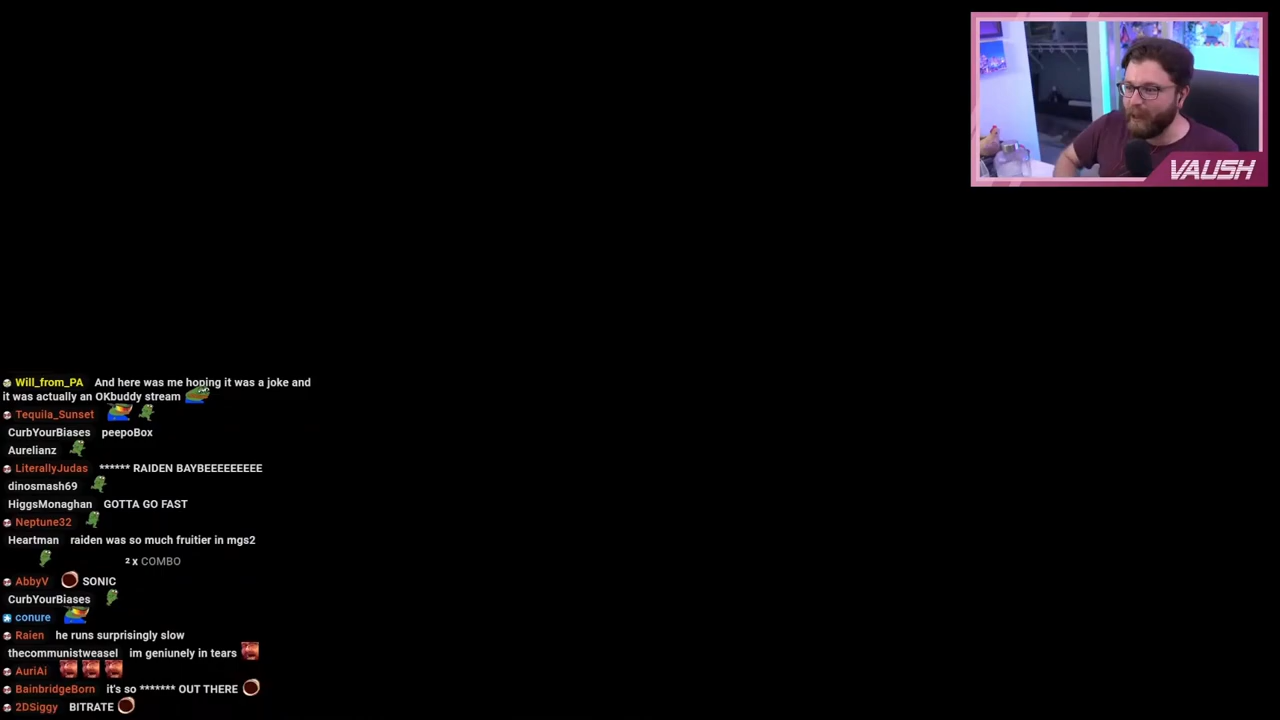 VAUSH
Will_from_PA And here was me hoping it was a joke and
it was actually an OKbuddy stream
Tequila_Sunset
CurbYourBiases peepoBox
Aurelianz
LiterallyJudas ****** RAIDEN BAYBEEEEEEEEE
dinosmash69
HiggsMonaghan GOTTA GO FAST
Neptune32
Heartman raiden was so much fruitier in mgs2
2 x COMBO
AbbyV SONIC
CurbYourBiases
conure
Raien he runs surprisingly slow
thecommunistweasel im geniunely in tears
AuriAi
BainbridgeBorn it's so ******* OUT THERE
2DSiggy BITRATE